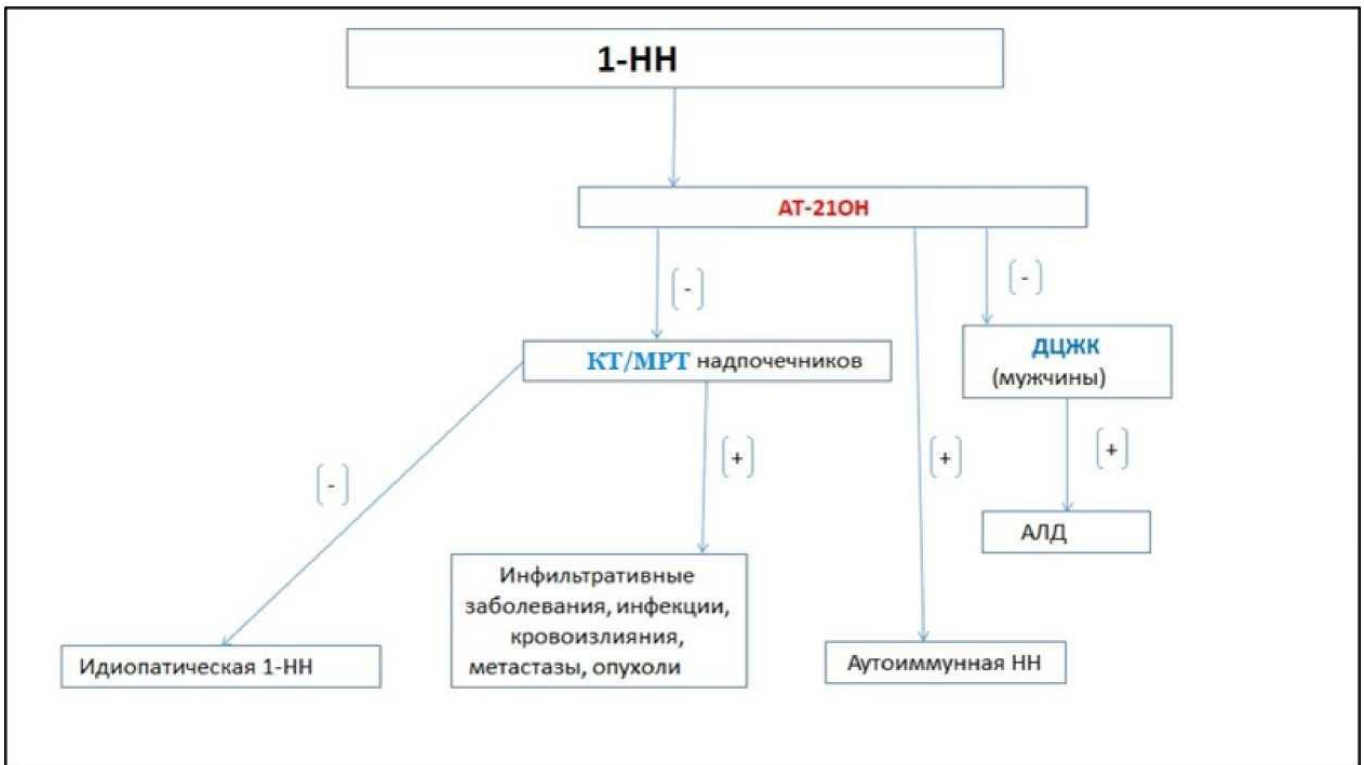 1-НН
АТ-21ОН
(-)
(-)
КТ/МРТ надпочечников
ДЦЖК
(мужчины)
(-)
(+)
(+)
(+)
АЛД
Инфильтративные
заболевания, инфекции,
кровоизлияния,
метастазы, опухоли
Идиопатическая 1-НН
Аутоиммунная НН